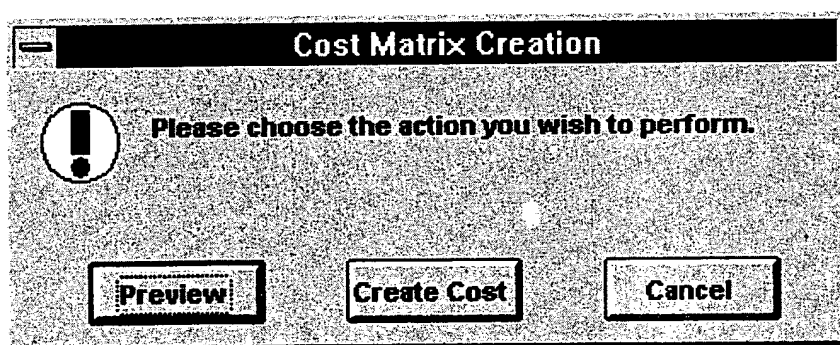 Cost Matrix Creation
Please choose the action you wish to perform.
Preview
Create Cost
Cancel